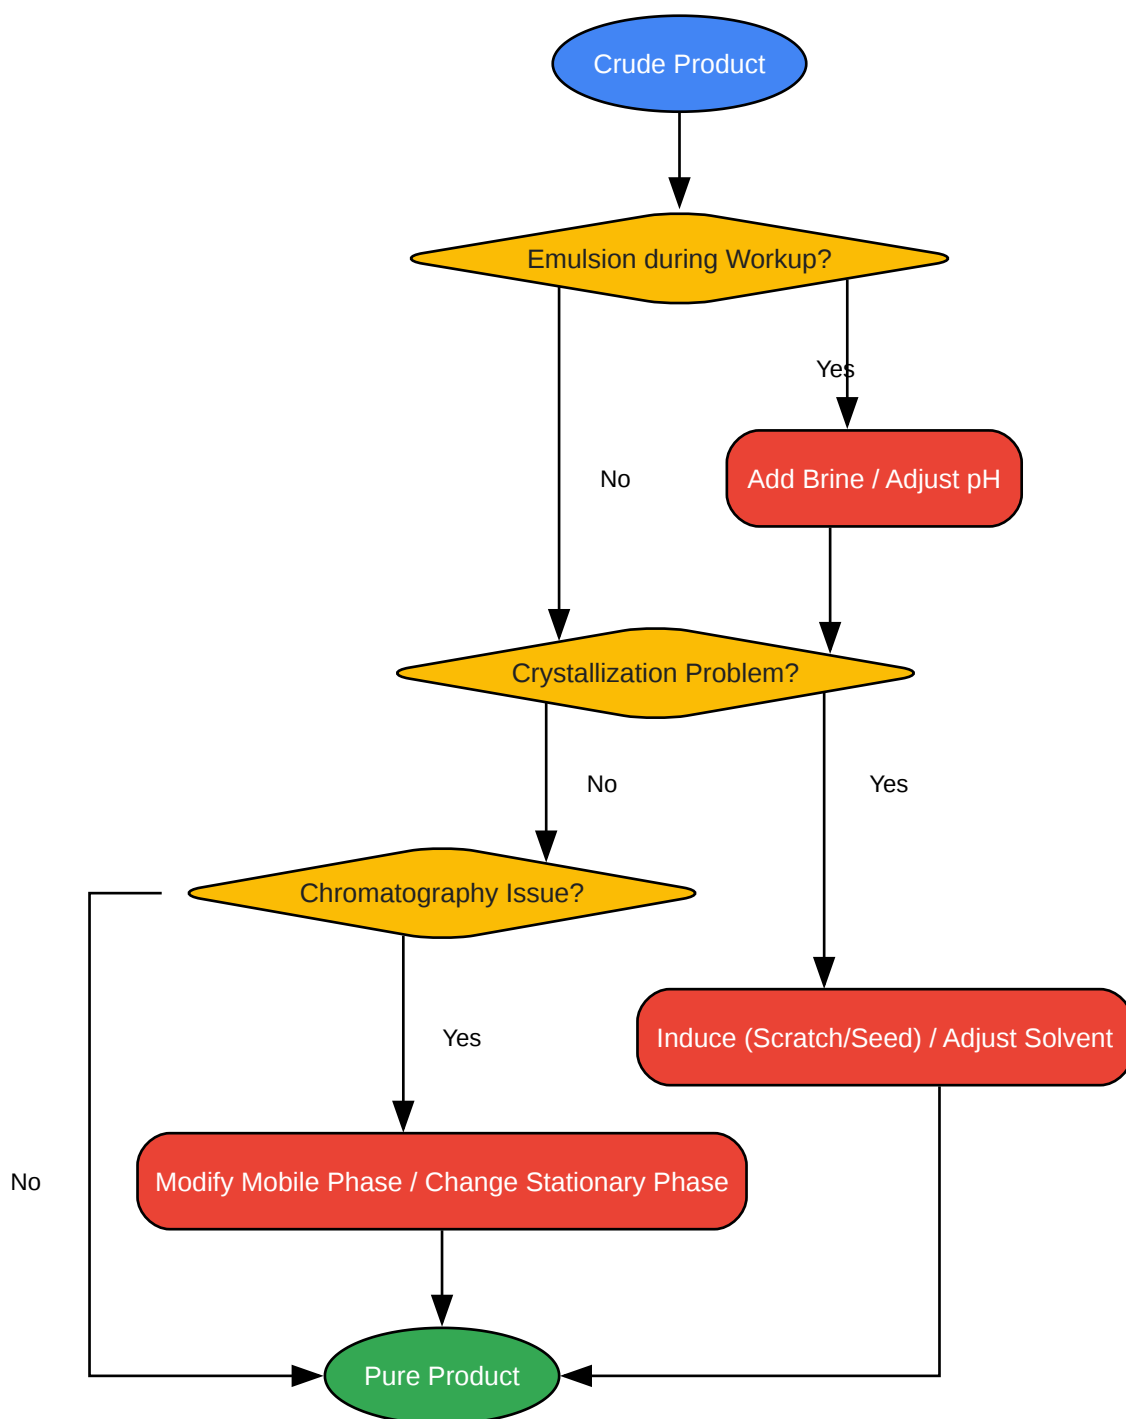 Crude Product
Emulsion during Workup?
Yes
No
Add Brine / Adjust pH
Crystallization Problem?
No
Yes
Chromatography Issue?
Yes
Induce (Scratch/Seed) / Adjust Solvent
No
Modify Mobile Phase / Change Stationary Phase
Pure Product